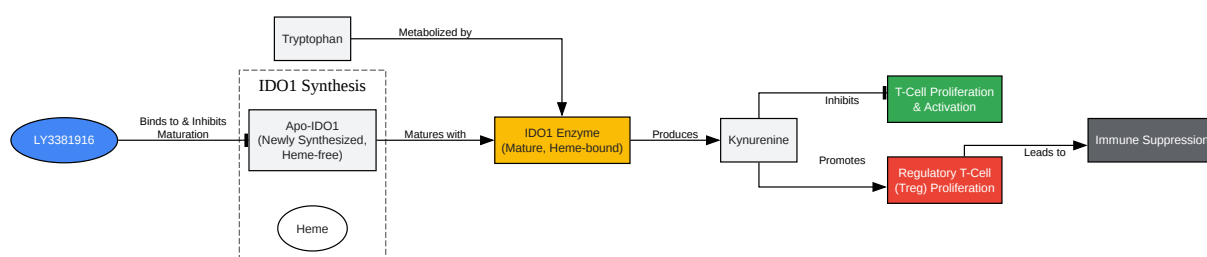 Tryptophan
Metabolized by
IDO1 Synthesis
LY3381916
Binds to & Inhibits
Maturation
Apo-IDO1
(Newly Synthesized,
Heme-free)
Matures with
IDO1 Enzyme
(Mature, Heme-bound)
Produces
Kynurenine
Inhibits
T-Cell Proliferation
& Activation
Promotes
Regulatory T-Cell
(Treg) Proliferation
Leads to
Immune Suppression
Heme